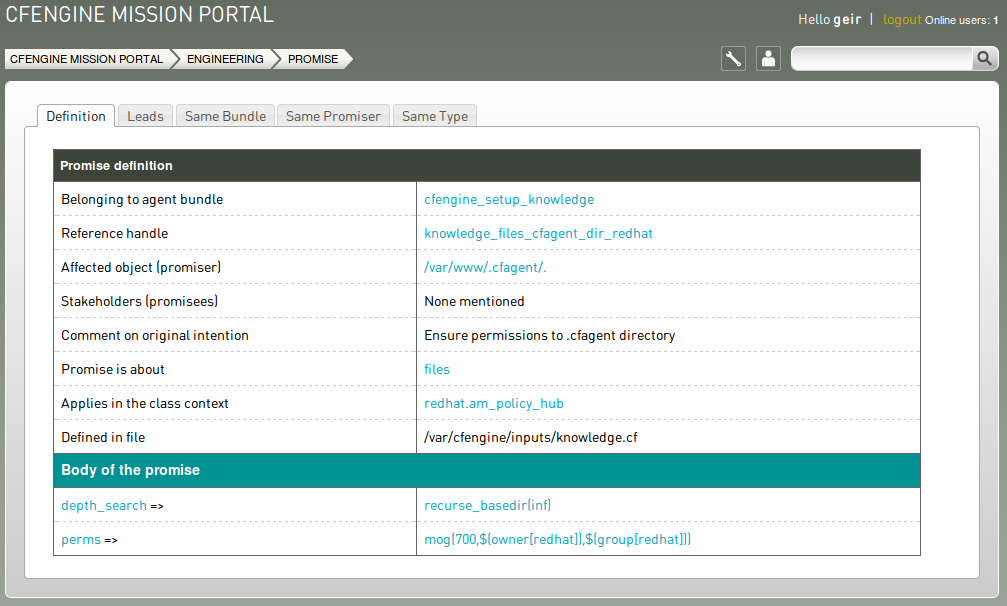 CFENGINE MISSION PORTAL
Hello geir | logout Online users: 1
CFENGINE MISSION PORTAL ENGINEERING PROMISE
Definition Leads Same Bundle Same Promiser Same Type
Promise definition
Belonging to agent bundle cfengine_setup_knowledge
Reference handle knowledge_files_cfagent_dir_redhat
Affected object (promiser) /var/www/.cfagent/.
Stakeholders (promisees) None mentioned
Comment on original intention Ensure permissions to .cfagent directory
Promise is about files
Applies in the class context redhat.am_policy_hub
Defined in file /var/cfengine/inputs/knowledge.cf
Body of the promise
depth_search => recurse_basedir(inf)
perms => mog(700,$(owner[redhat]),$(group[redhat]))